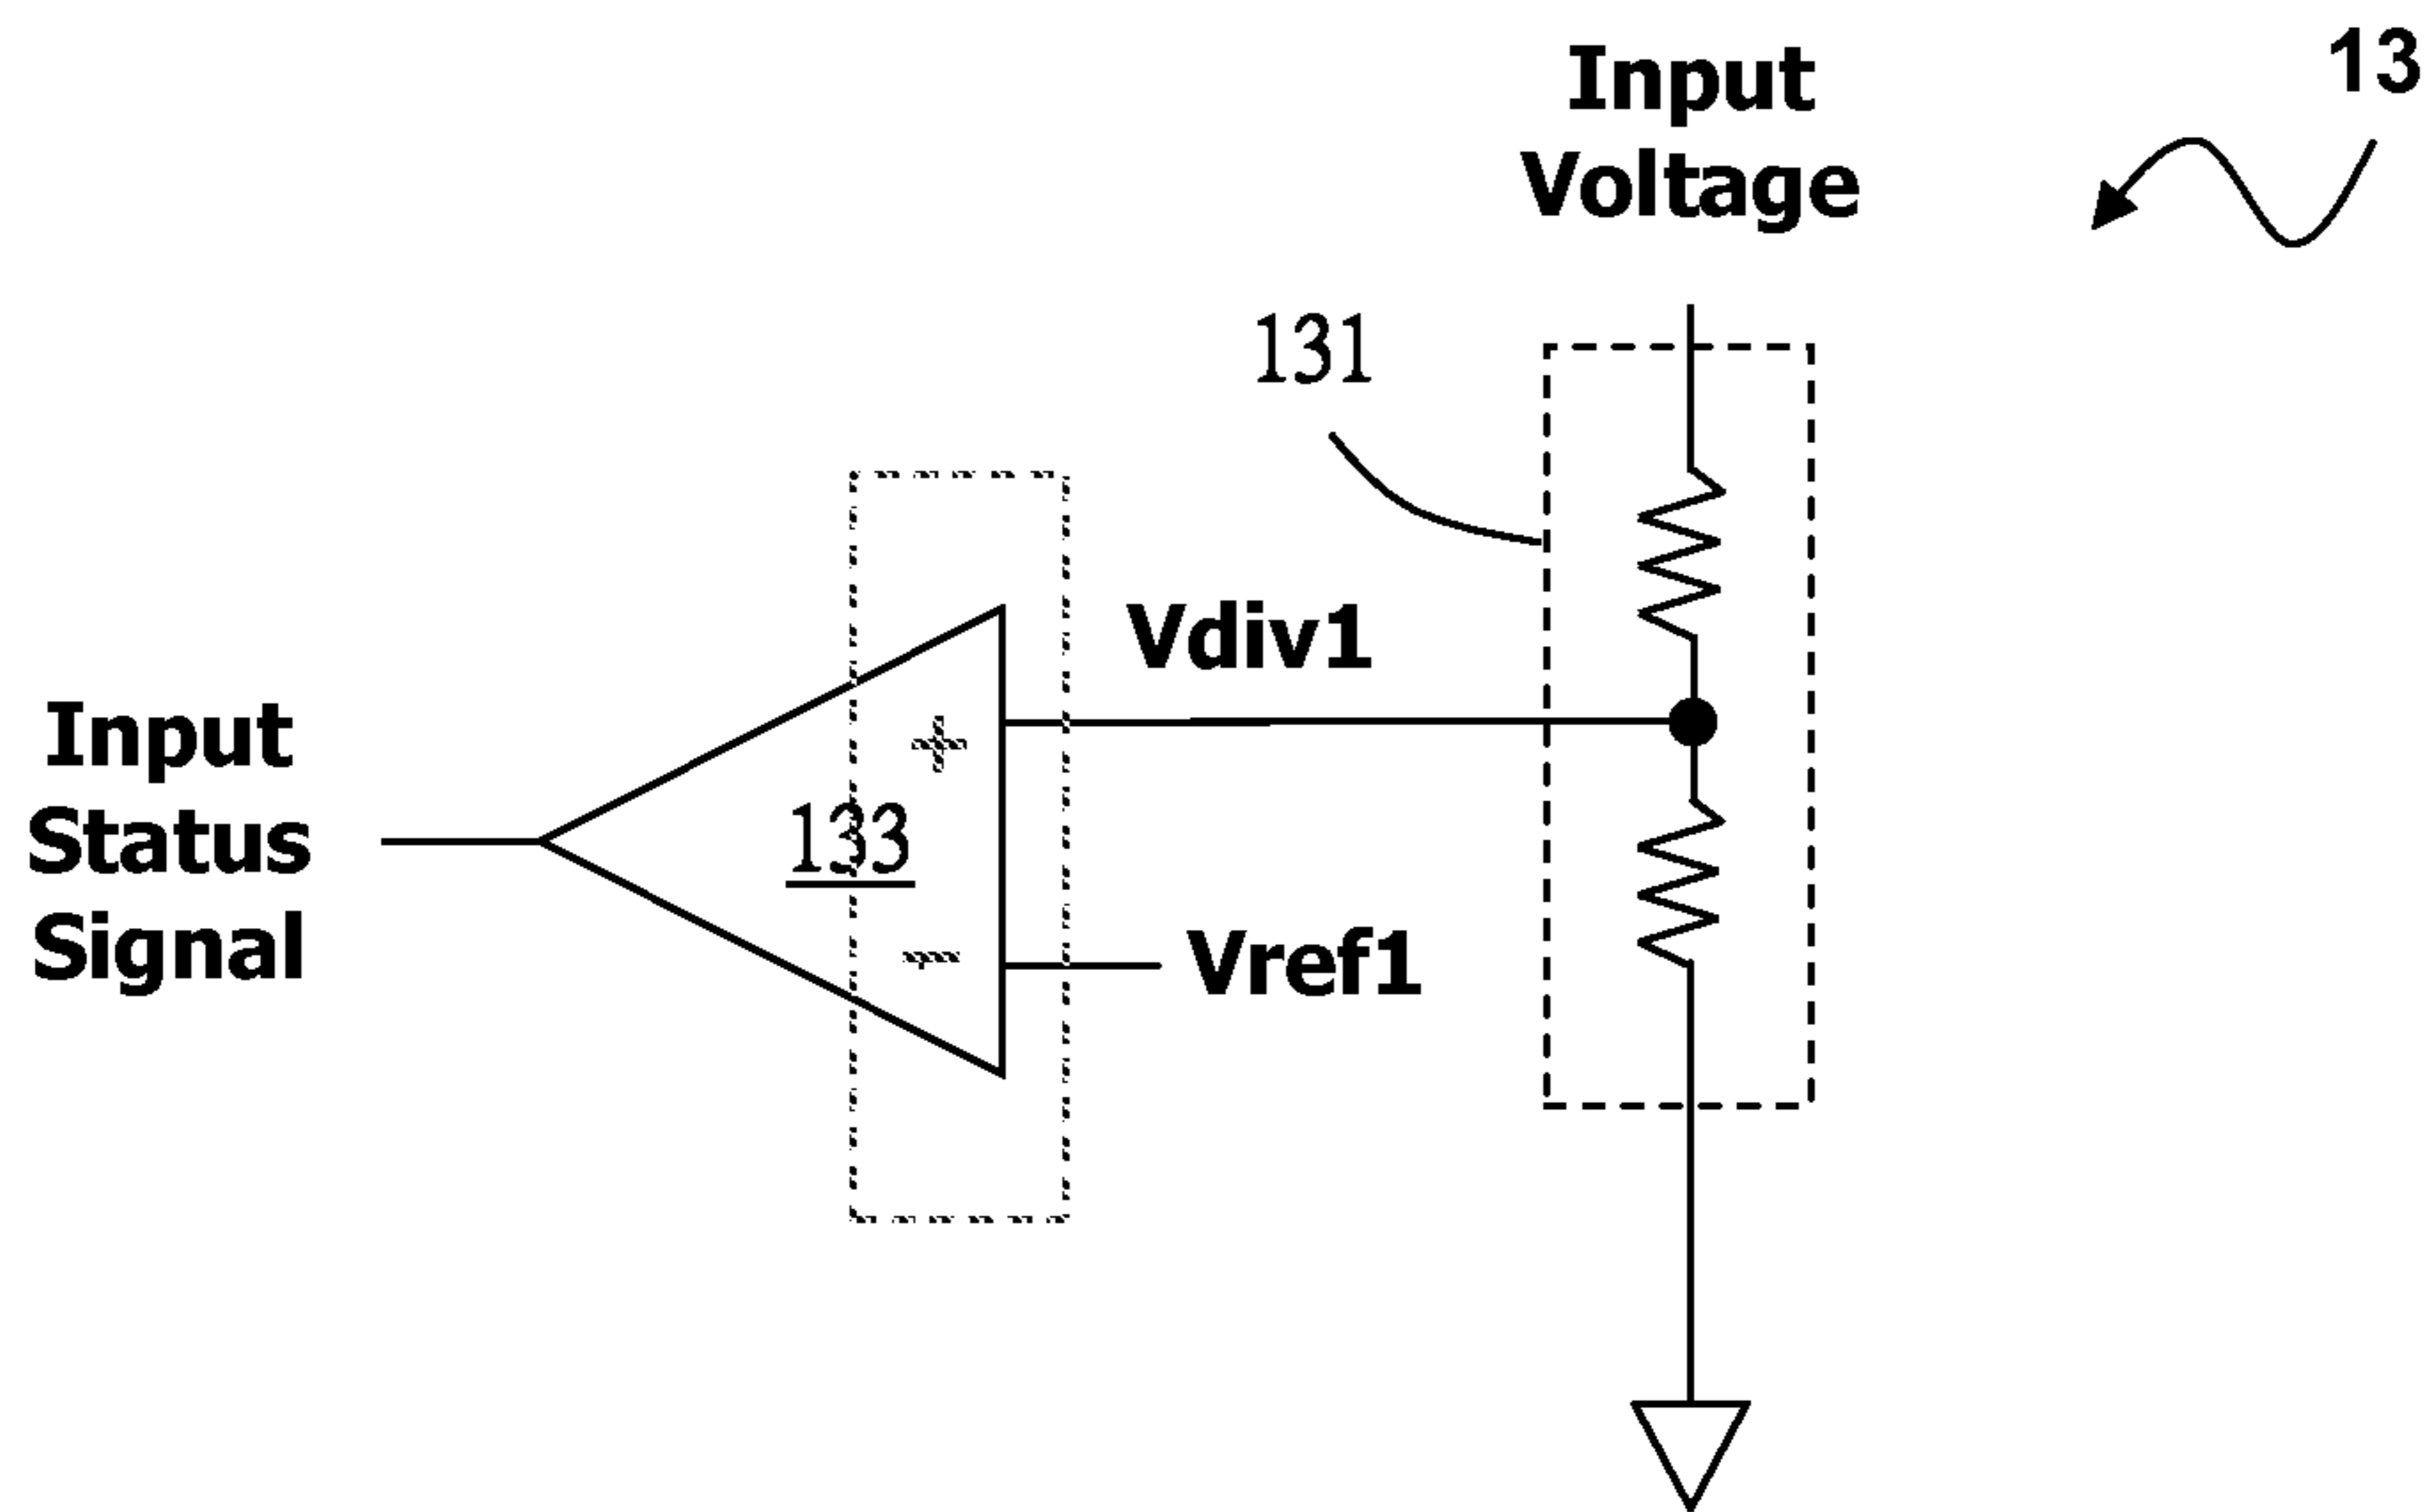 13
Input
Voltage
131
Vdiv1
+
133
-
Vref1
Input
Status
Signal